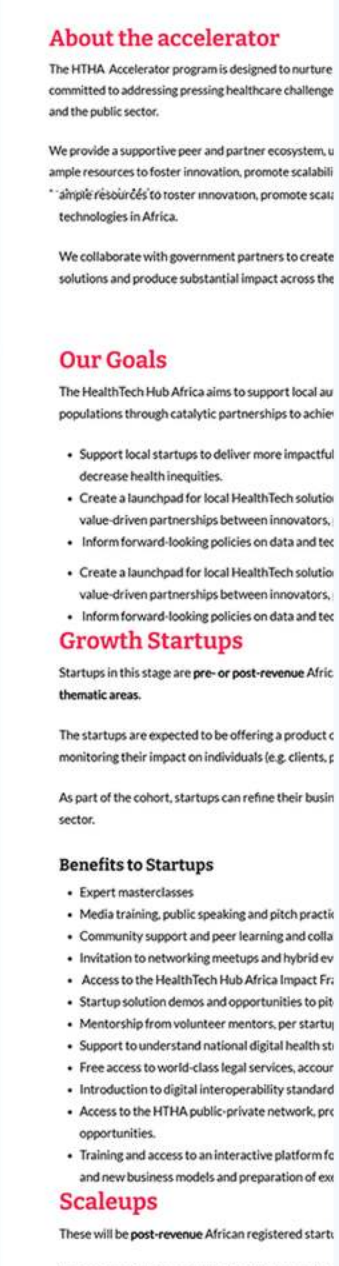 About the accelerator
The HTHA Accelerator program is designed to nurture
committed to addressing pressing healthcare challenge
and the public sector.
We provide a supportive peer and partner ecosystem, u
ample resources to foster innovation, promote scalabili
ample resources to foster innovation, promote scala
technologies in Africa.
We collaborate with government partners to create
solutions and produce substantial impact across the
Our Goals
The HealthTech Hub Africa aims to support local au
populations through catalytic partnerships to achie
• Support local startups to deliver more impactful
decrease health inequities.
• Create a launchpad for local HealthTech solutio
value-driven partnerships between innovators,
• Inform forward-looking policies on data and tec
• Create a launchpad for local HealthTech solutio
value-driven partnerships between innovators,
• Inform forward-looking policies on data and tec
Growth Startups
Startups in this stage are pre- or post-revenue Afric
thematic areas.
The startups are expected to be offering a product o
monitoring their impact on individuals (e.g. clients, p
As part of the cohort, startups can refine their busin
sector.
Benefits to Startups
• Expert masterclasses
• Media training, public speaking and pitch practic
• Community support and peer learning and colla
• Invitation to networking meetups and hybrid ev
• Access to the HealthTech Hub Africa Impact Fra
• Startup solution demos and opportunities to pit
• Mentorship from volunteer mentors, per startu
• Support to understand national digital health st
• Free access to world-class legal services, accour
• Introduction to digital interoperability standard
• Access to the HTHA public-private network, pro
opportunities.
• Training and access to an interactive platform fo
and new business models and preparation of exe
Scaleups
These will be post-revenue African registered startu